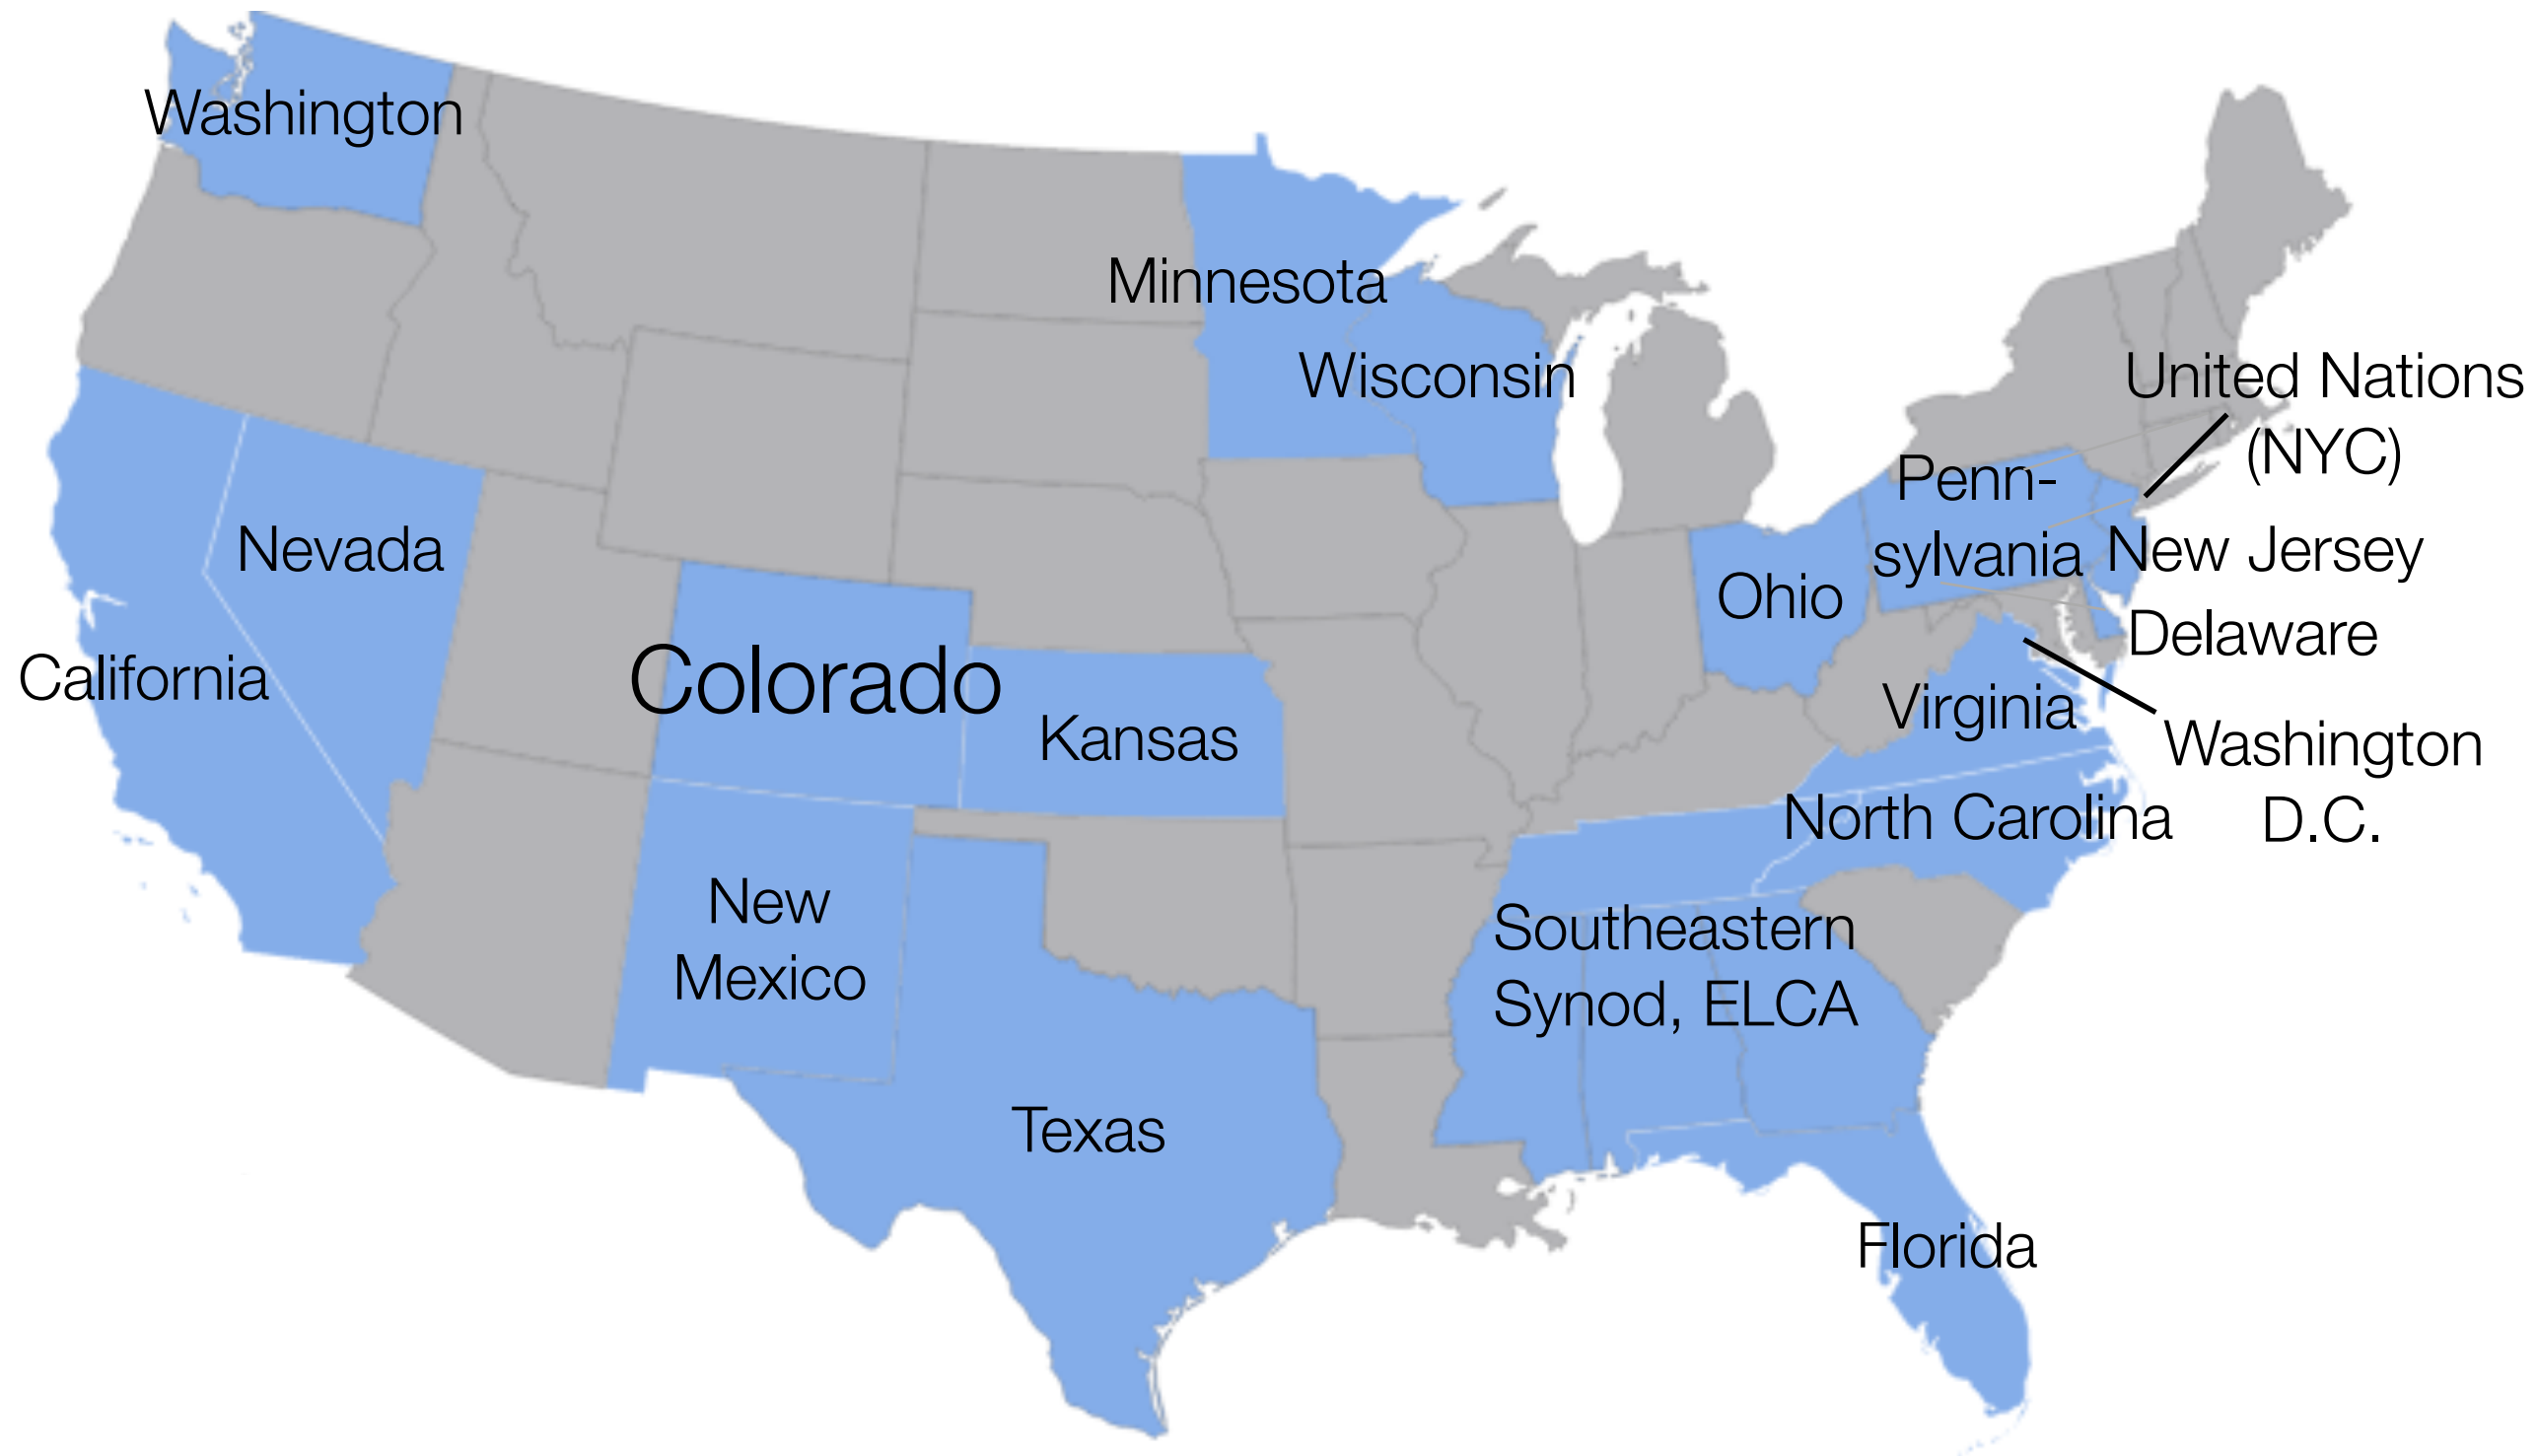 Washington
Minnesota
Wisconsin
United Nations
(NYC)
Penn-
sylvania
New Jersey
Nevada
Ohio
Delaware
California
Colorado
Kansas
Virginia
Washington
D.C.
North Carolina
New
Mexico
Southeastern
Synod, ELCA
Texas
Florida